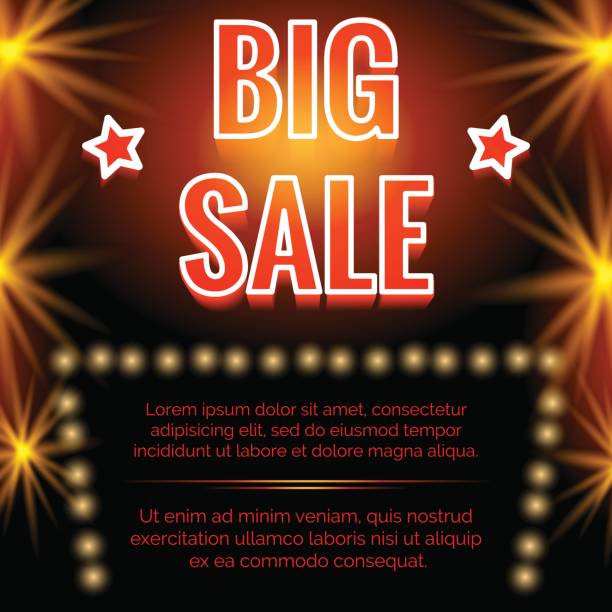 BIG
SALE
Lorem ipsum dolor sit amet, consectetur
adipiscing elit, sed do eiusmod tempor
incididunt ut labore et dolore magna aliqua.
Ut enim ad minim veniam, quis nostrud
exercitation ullamco laboris nisi ut aliquip
ex ea commodo consequat.